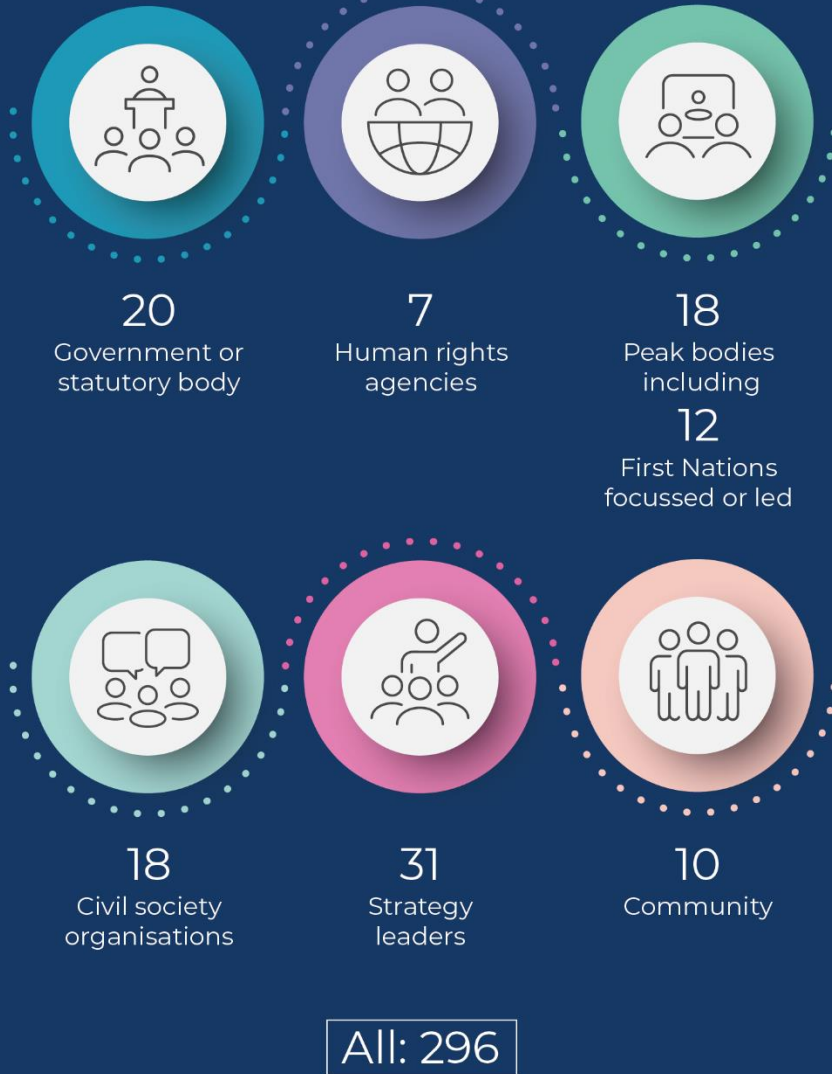 20
Government or
statutory body
7
Human rights
agencies
18
Peak bodies
including
12
First Nations
focussed or led
18
Civil society
organisations
31
Strategy
leaders
10
Community
All: 296